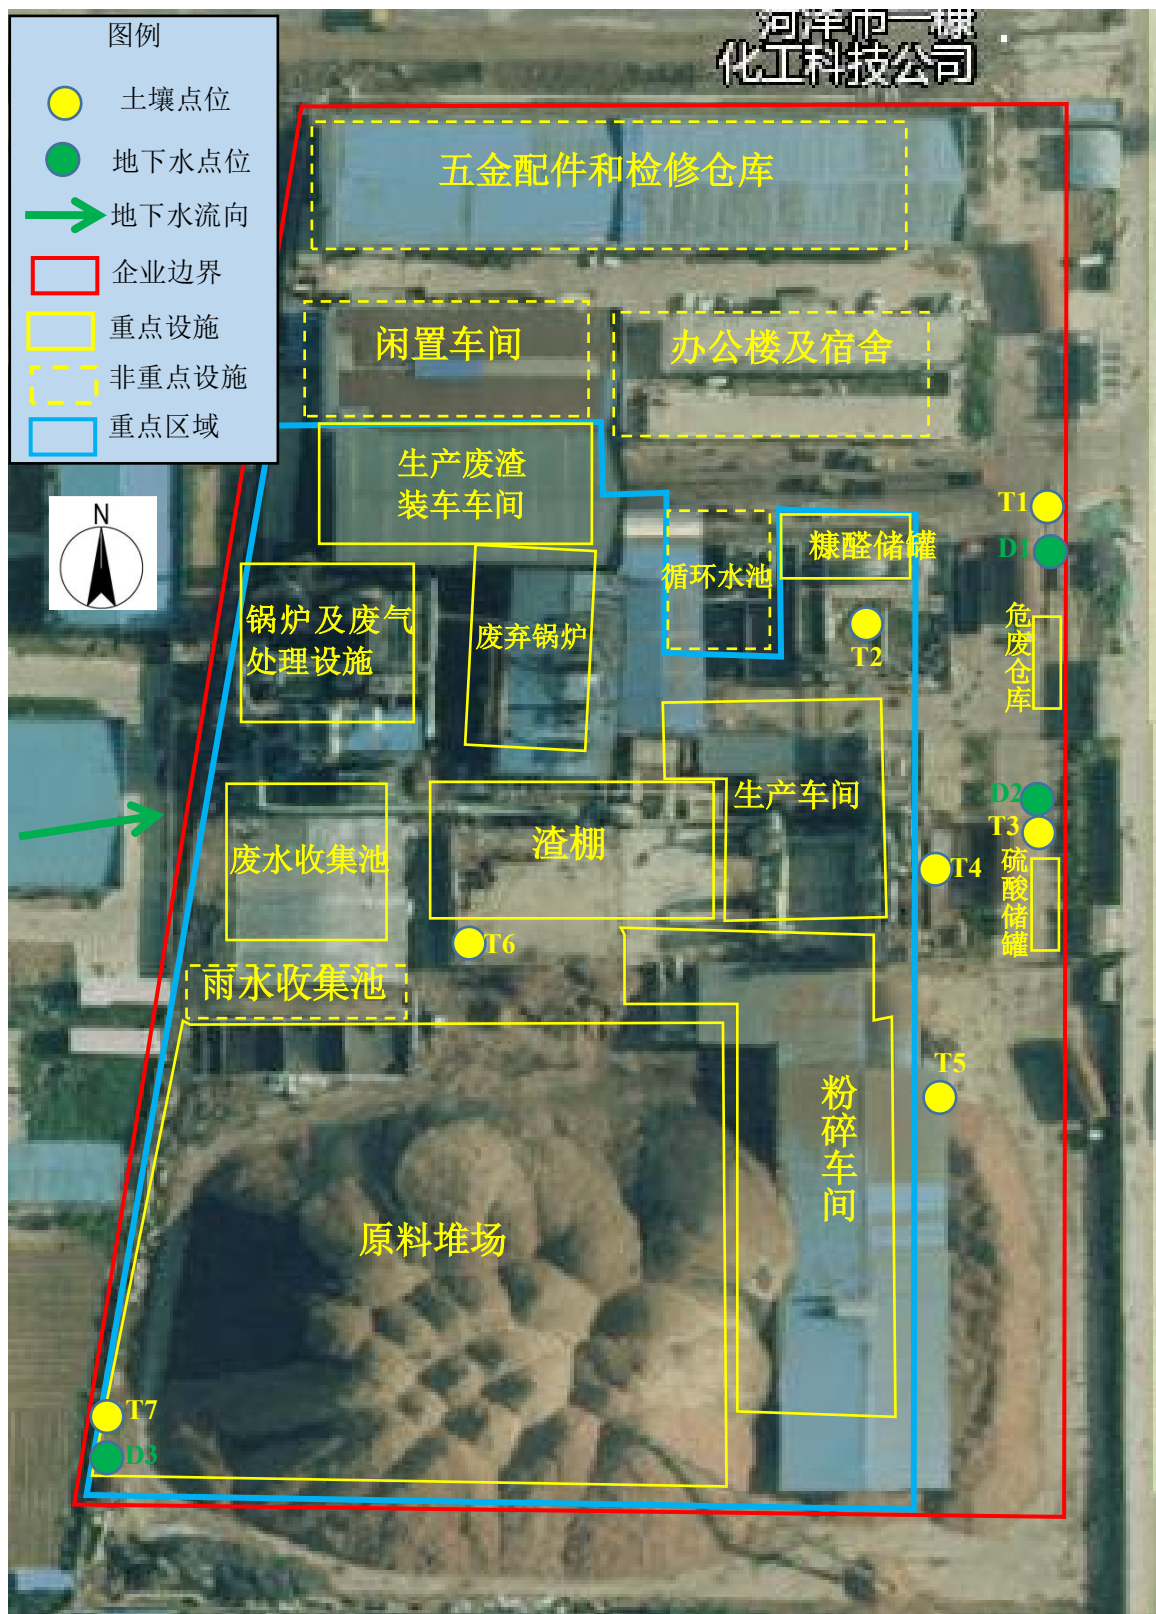 菏泽市一糠
化工科技公司
图例
土壤点位
地下水点位
地下水流向
企业边界
重点设施
非重点设施
重点区域
N
五金配件和检修仓库
闲置车间
办公楼及宿舍
生产废渣
装车车间
T1
D1
糠醛储罐
循环水池
锅炉及废气
处理设施
废弃锅炉
T2
危废仓库
D2
T3
生产车间
渣棚
废水收集池
T4
硫酸储罐
T6
雨水收集池
T5
粉碎车间
原料堆场
T7
D3